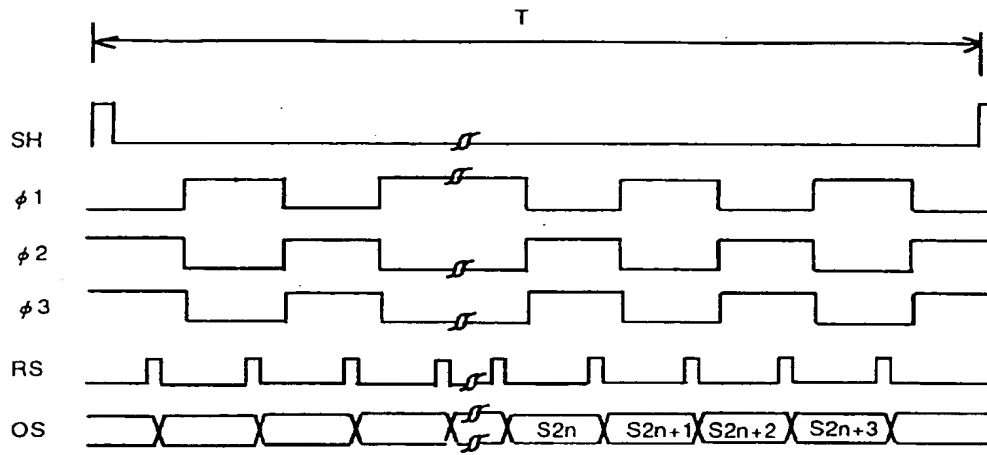 T
SH
φ1
φ2
φ3
RS
OS S2n S2n+1 S2n+2 S2n+3